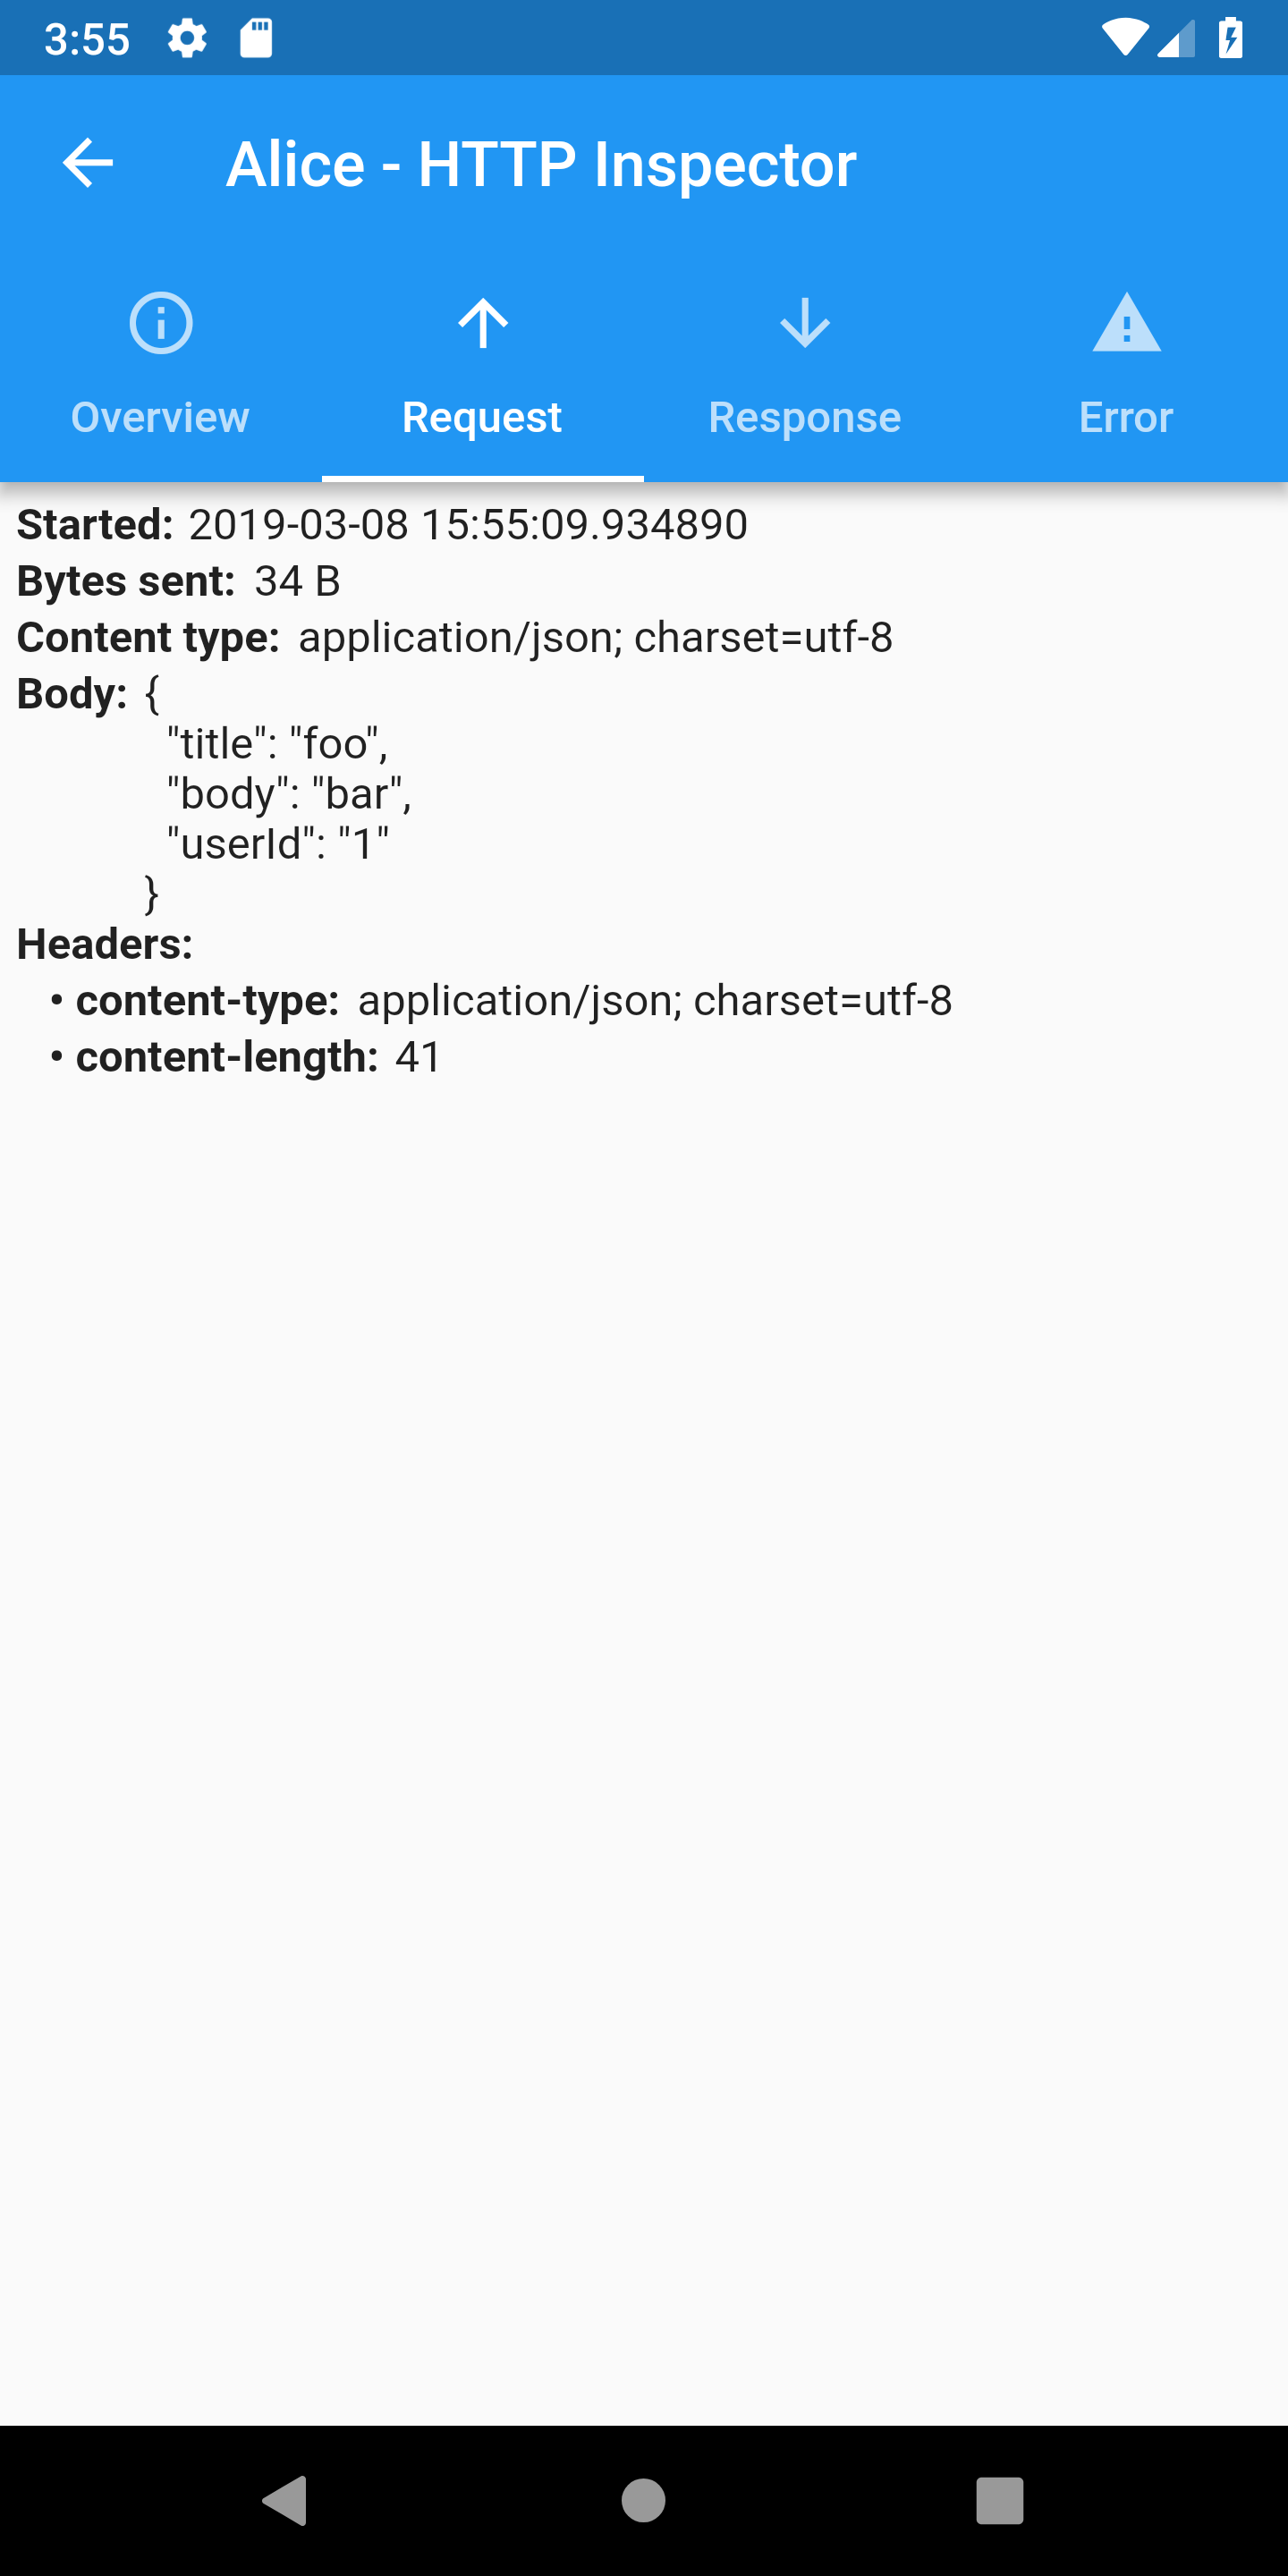 3:55
Alice - HTTP Inspector
Overview Request Response Error
Started: 2019-03-08 15:55:09.934890
Bytes sent: 34 B
Content type: application/json; charset=utf-8
Body: {
"title": "foo",
"body": "bar",
"userId": "1"
}
Headers:
• content-type: application/json; charset=utf-8
• content-length: 41